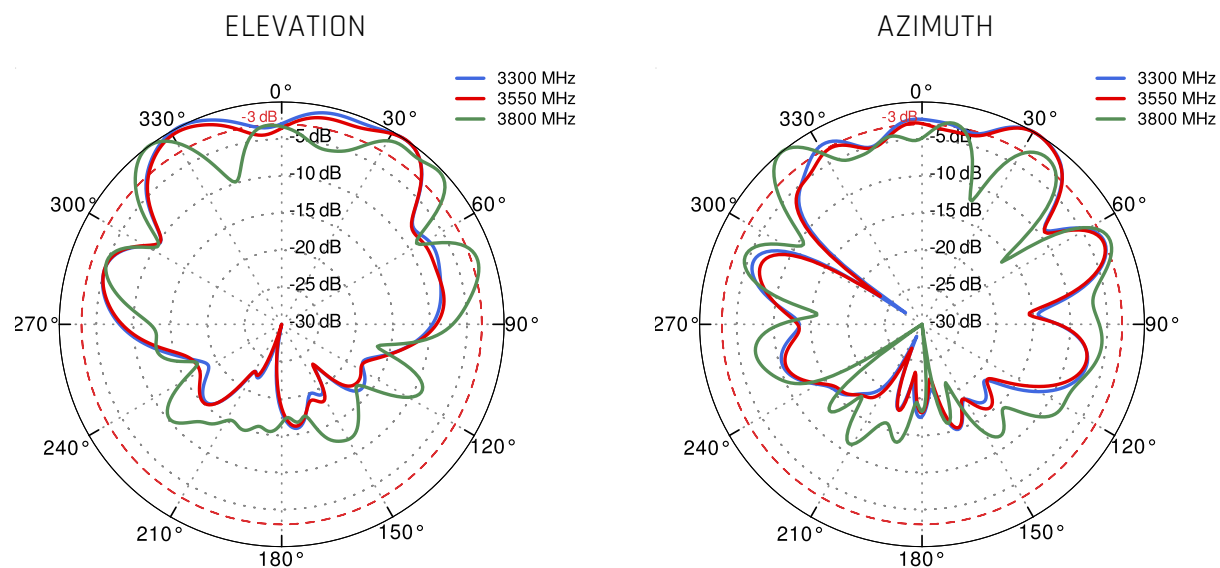 ELEVATION
3300 MHz
3550 MHz
3800 MHz
0°
-3 dB
330°
30°
-5 dB
-10 dB
300°
60°
-15 dB
-20 dB
-25 dB
270°
-30 dB
90°
240°
120°
210°
150°
180°
AZIMUTH
3300 MHz
3550 MHz
3800 MHz
0°
-3 dB
330°
30°
-5 dB
-10 dB
300°
60°
-15 dB
-20 dB
-25 dB
270°
-30 dB
90°
240°
120°
210°
150°
180°